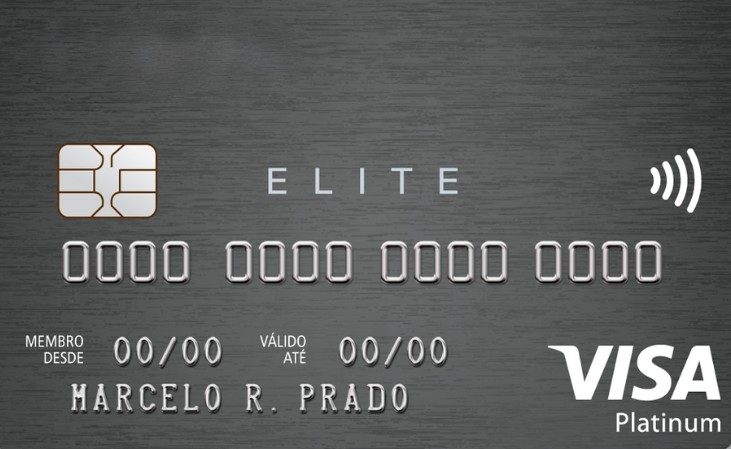 ELITE
0000 0000 0000 0000
MEMBRO DESDE 00/00 VÁLIDO ATÉ 00/00
MARCELO R. PRADO
VISA
Platinum